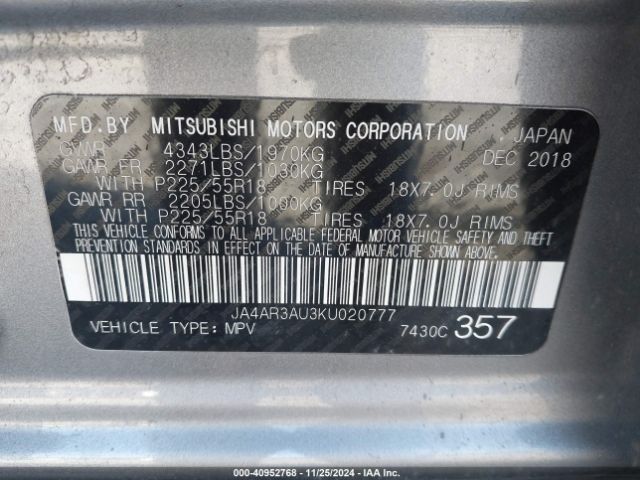 MFD.BY MITSUBISHI MOTORS CORPORATION JAPAN
GVWR 4343LBS/1970KG DEC 2018
GAWR FR 2271LBS/1030KG
WITH P225/55R18 TIRES 18X7.0J RIMS
GAWR RR 2205LBS/1000KG
WITH P225/55R18 TIRES 18X7.0J RIMS
THIS VEHICLE CONFORMS TO ALL APPLICABLE FEDERAL MOTOR VEHICLE SAFETY AND THEFT
PREVENTION STANDARDS IN EFFECT ON THE DATE OF MANUFACTURE SHOWN ABOVE.
JA4AR3AU3KU020777
VEHICLE TYPE: MPV 7430C 357
000-40952768 - 11/25/2024 - IAA Inc.